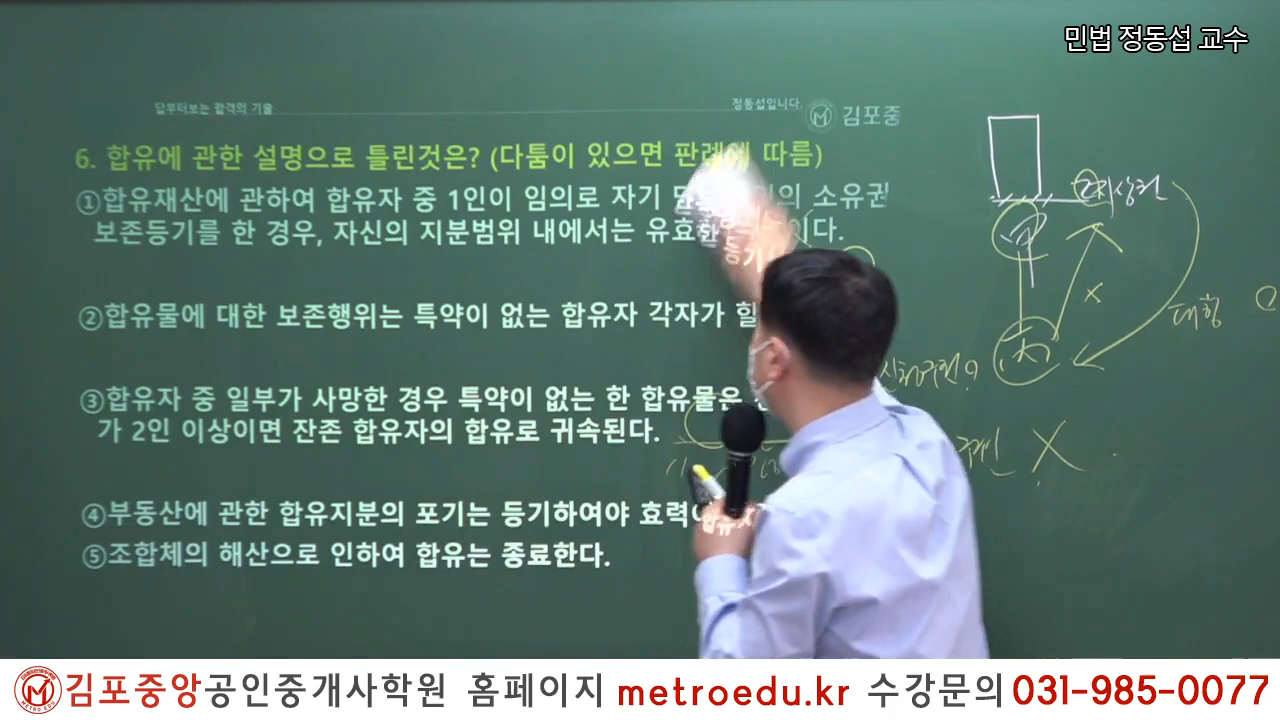 민법 정동섭 교수
답부터보는 합격의 기술
정동섭입니다.
김포중
6. 합유에 관한 설명으로 틀린것은? (다툼이 있으면 판례에 따름)
①합유재산에 관하여 합유자 중 1인이 임의로 자기 소유권
보존등기를 한 경우, 자신의 지분범위 내에서는 유효한 이다.
등기
②합유물에 대한 보존행위는 특약이 없는 합유자 각자가 할
③합유자 중 일부가 사망한 경우 특약이 없는 한 합유물은
가 2인 이상이면 잔존 합유자의 합유로 귀속된다.
④부동산에 관한 합유지분의 포기는 등기하여야 효력이
⑤조합체의 해산으로 인하여 합유는 종료한다.
②지상권
X
대항
X
김포중앙공인중개사학원 홈페이지 metroedu.kr 수강문의 031-985-0077
METRO EDU